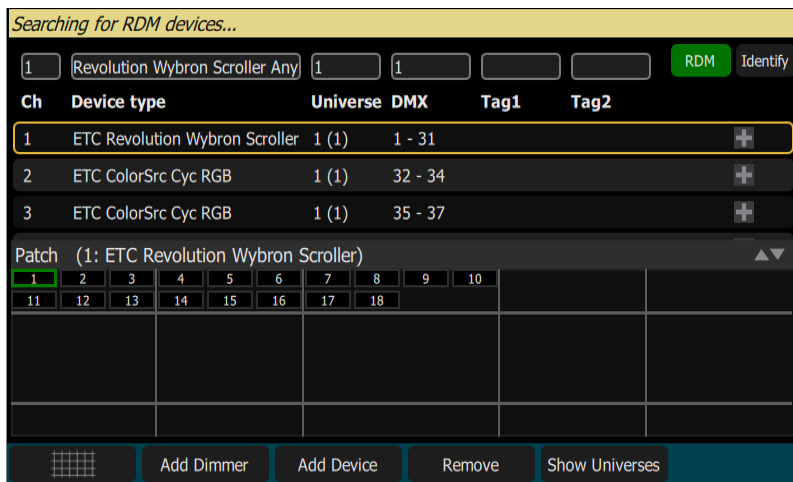 Searching for RDM devices...
1 Revolution Wybron Scroller Any 1 1 RDM Identify
Ch Device type Universe DMX Tag1 Tag2
1 ETC Revolution Wybron Scroller 1 (1) 1 - 31
2 ETC ColorSrc Cyc RGB 1 (1) 32 - 34
3 ETC ColorSrc Cyc RGB 1 (1) 35 - 37
Patch (1: ETC Revolution Wybron Scroller)
1 2 3 4 5 6 7 8 9 10
11 12 13 14 15 16 17 18
Add Dimmer Add Device Remove Show Universes